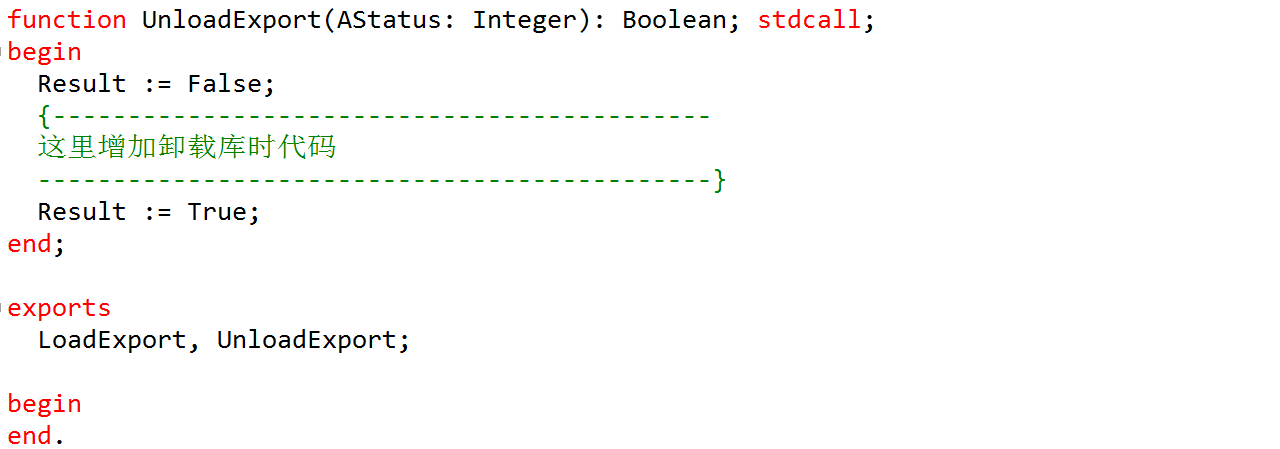 function UnloadExport(AStatus: Integer): Boolean; stdcall;
begin
  Result := False;
  {--------------------------------------------
  这里增加卸载库时代码
  ---------------------------------------------}
  Result := True;
end;

exports
  LoadExport, UnloadExport;

begin
end.